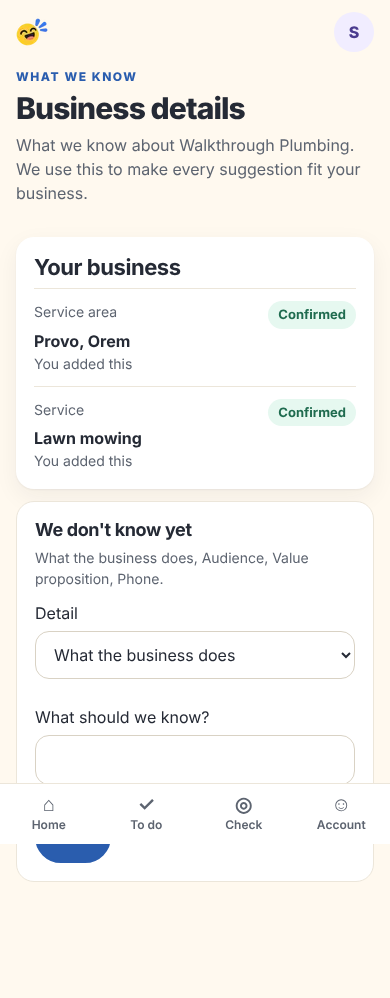 S
WHAT WE KNOW
Business details
What we know about Walkthrough Plumbing.
We use this to make every suggestion fit your
business.
Your business
Service area
Confirmed
Provo, Orem
You added this
Service
Confirmed
Lawn mowing
You added this
We don't know yet
What the business does, Audience, Value
proposition, Phone.
Detail
What the business does
What should we know?
Home
To do
Check
Account